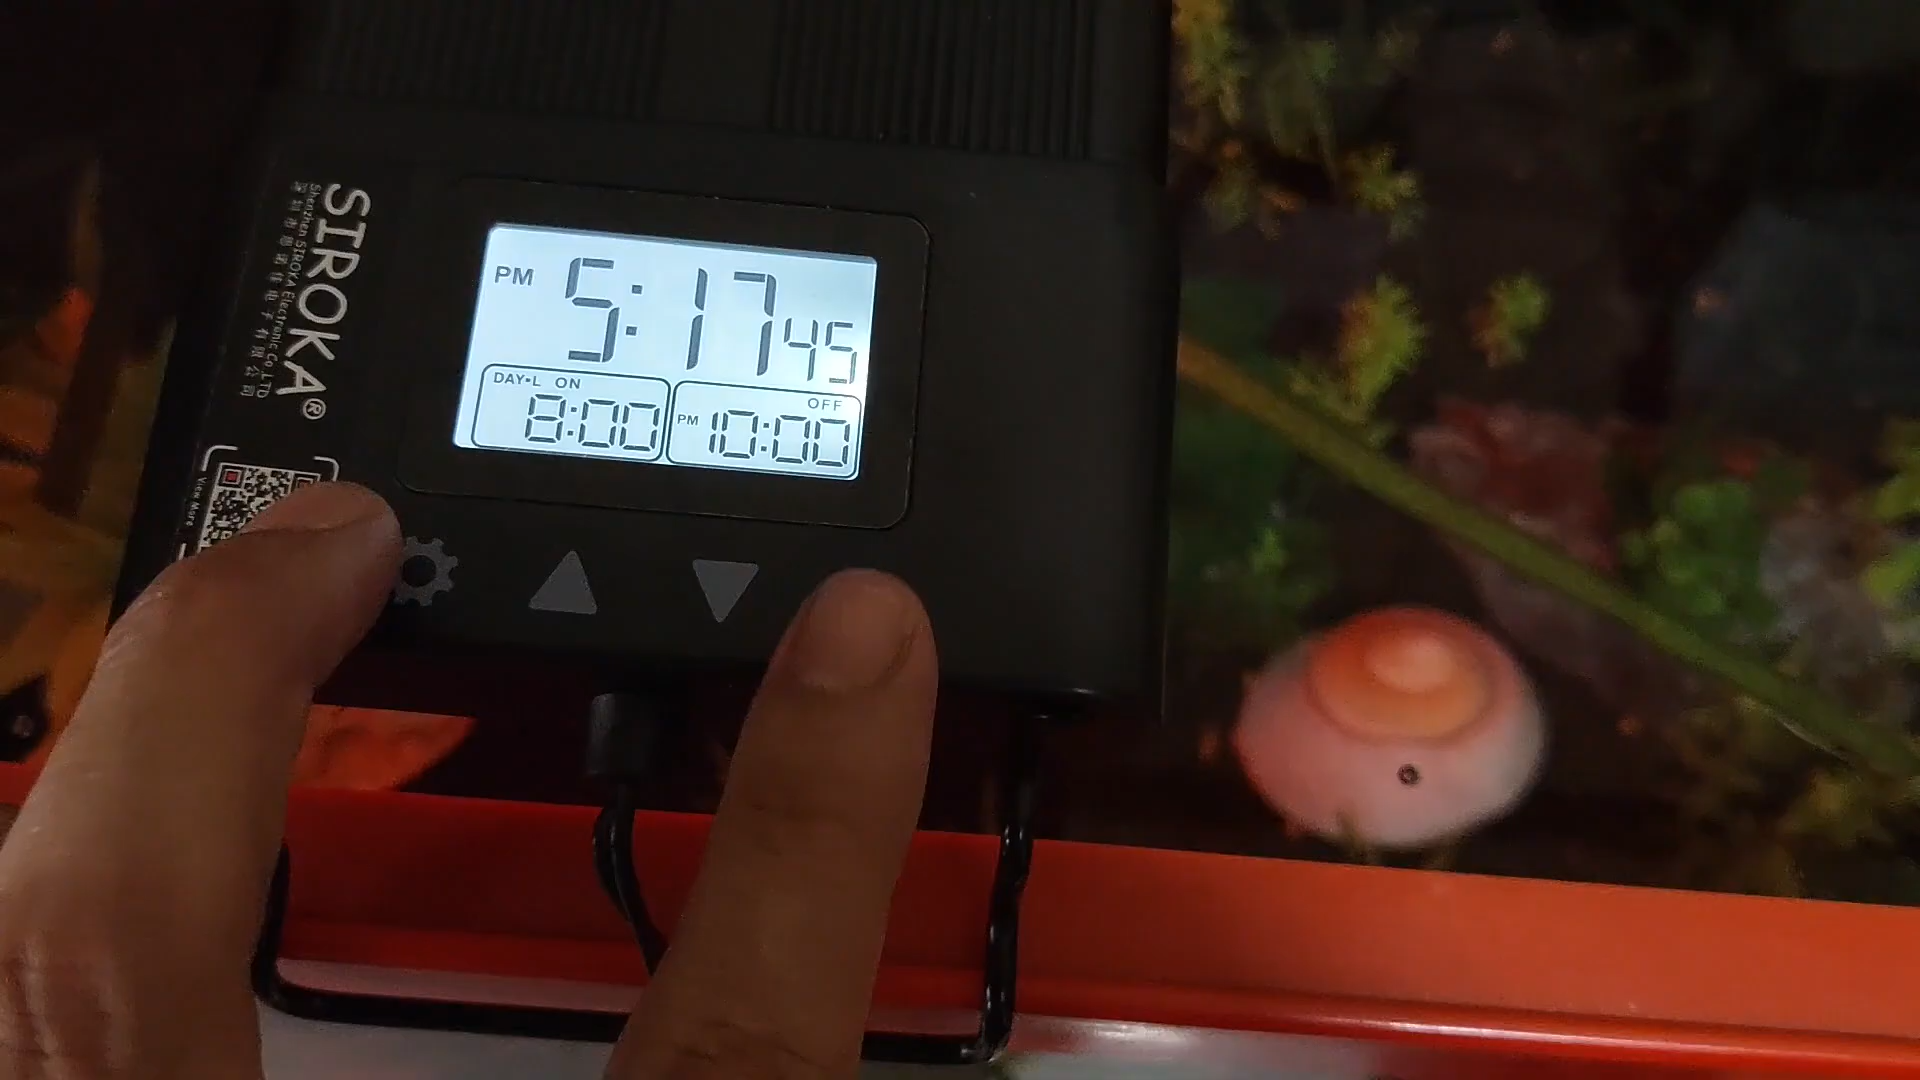 SIROKA®
Shenzhen SIROKA Electronic Co.,LTD
View More
PM 5:17 45
DAY-L ON
8:00
OFF
PM 10:00